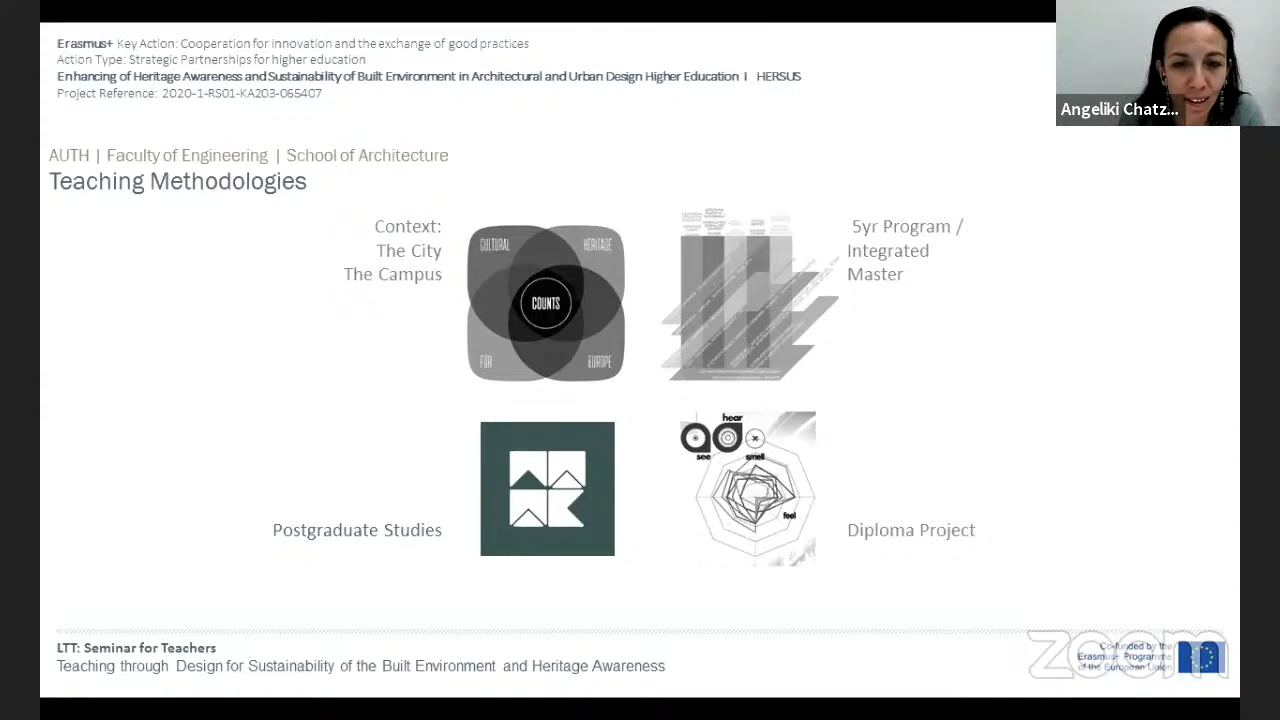 Erasmus+ Key Action: Cooperation for innovation and the exchange of good practices
Action Type: Strategic Partnerships for higher education
Enhancing of Heritage Awareness and Sustainability of Built Environment in Architectural and Urban Design Higher Education I HERSUS
Project Reference: 2020-1-RS01-KA203-065407
Angeliki Chatz...
AUTH | Faculty of Engineering | School of Architecture
Teaching Methodologies
Context:
The City
The Campus
CULTURAL
HERITAGE
COUNTS
FUR
EUROPE
5yr Program /
Integrated
Master
Postgraduate Studies
hear
see
smell
feel
Diploma Project
LTT: Seminar for Teachers
Teaching through Design for Sustainability of the Built Environment and Heritage Awareness
Co-funded by the
Erasmus+ Programme
of the European Union
zoom